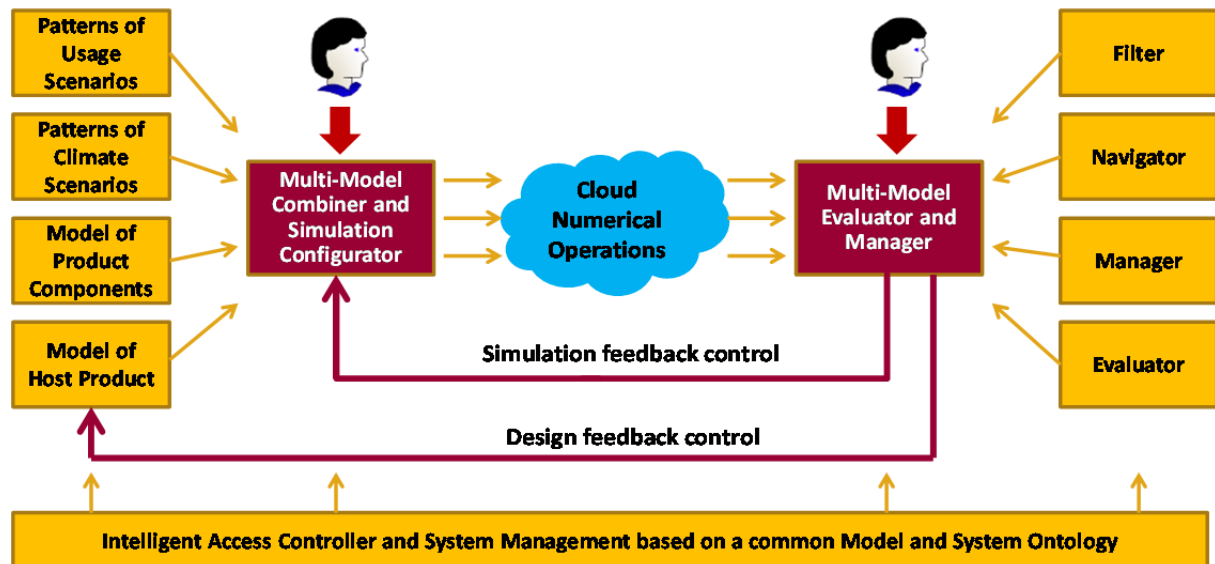 Patterns of
Usage
Scenarios
Patterns of
Climate
Scenarios
Model of
Product
Components
Model of
Host Product
Multi-Model
Combiner and
Simulation
Configurator
Cloud
Numerical
Operations
Multi-Model
Evaluator and
Manager
Filter
Navigator
Manager
Evaluator
Simulation feedback control
Design feedback control
Intelligent Access Controller and System Management based on a common Model and System Ontology